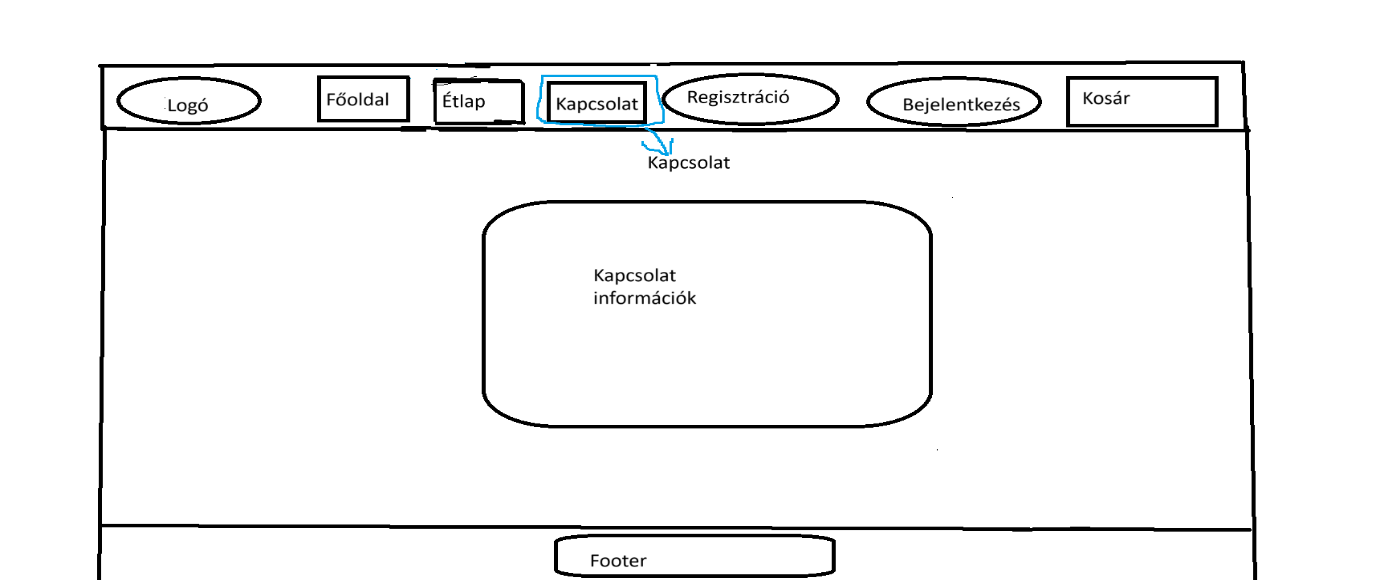 Logó
Főoldal
Étlap
Kapcsolat
Regisztráció
Bejelentkezés
Kosár
Kapcsolat
Kapcsolat
információk
Footer